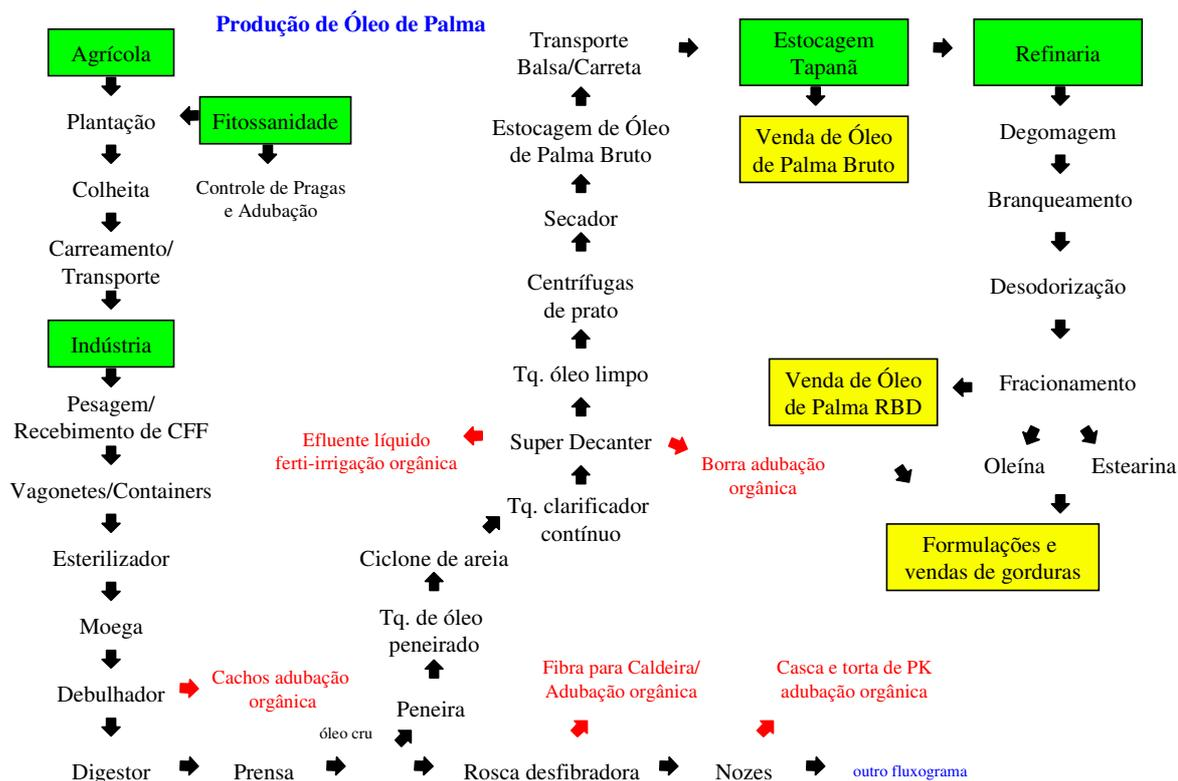 Produção de Óleo de Palma
Agrícola
Plantação
Fitossanidade
Controle de Pragas
e Adubação
Colheita
Carreamento/
Transporte
Indústria
Pesagem/
Recebimento de CFF
Vagonetes/Containers
Esterilizador
Moega
Debulhador
Cachos adubação
orgânica
Digestor
Prensa
óleo cru
Peneira
Tq. de óleo
peneirado
Ciclone de areia
Tq. clarificador
contínuo
Super Decanter
Efluente líquido
ferti-irrigação orgânica
Borra adubação
orgânica
Tq. óleo limpo
Centrífugas
de prato
Secador
Estocagem de Óleo
de Palma Bruto
Transporte
Balsa/Carreta
Estocagem
Tapanã
Venda de Óleo
de Palma Bruto
Refinaria
Degomagem
Branqueamento
Desodorização
Fracionamento
Venda de Óleo
de Palma RBD
Oleína
Estearina
Formulações e
vendas de gorduras
Rosca desfibradora
Fibra para Caldeira/
Adubação orgânica
Nozes
Casca e torta de PK
adubação orgânica
outro fluxograma